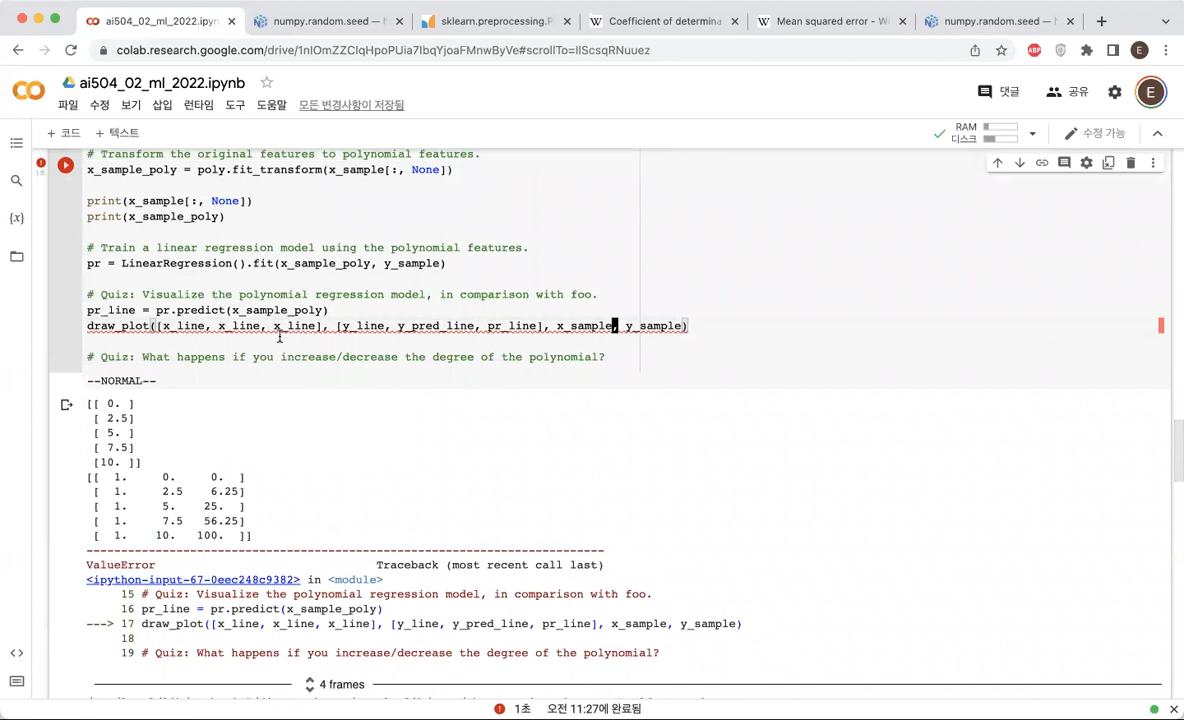 ai504_02_ml_2022.ipynb
numpy.random.seed — N
sklearn.preprocessing.P
Coefficient of determina
Mean squared error - Wi
numpy.random.seed — N
colab.research.google.com/drive/1nIOmZZCIqHpoPUia7IbqYjoaFMnwByVe#scrollTo=IlScsqRNuuez
ABP
E
ai504_02_ml_2022.ipynb
댓글
공유
E
파일 수정 보기 삽입 런타임 도구 도움말 모든 변경사항이 저장됨
+ 코드 + 텍스트
RAM
디스크
수정 가능
# Transform the original features to polynomial features.
x_sample_poly = poly.fit_transform(x_sample[:, None])
1초
print(x_sample[:, None])
print(x_sample_poly)
# Train a linear regression model using the polynomial features.
pr = LinearRegression().fit(x_sample_poly, y_sample)
# Quiz: Visualize the polynomial regression model, in comparison with foo.
pr_line = pr.predict(x_sample_poly)
draw_plot([x_line, x_line, x_line], [y_line, y_pred_line, pr_line], x_sample, y_sample)
# Quiz: What happens if you increase/decrease the degree of the polynomial?
--NORMAL--
[[ 0. ]
[ 2.5]
[ 5. ]
[ 7.5]
[10. ]]
[[ 1. 0. 0. ]
[ 1. 2.5 6.25]
[ 1. 5. 25. ]
[ 1. 7.5 56.25]
[ 1. 10. 100. ]]
---------------------------------------------------------------------------
ValueError Traceback (most recent call last)
<ipython-input-67-0eec248c9382> in <module>
15 # Quiz: Visualize the polynomial regression model, in comparison with foo.
16 pr_line = pr.predict(x_sample_poly)
---> 17 draw_plot([x_line, x_line, x_line], [y_line, y_pred_line, pr_line], x_sample, y_sample)
18
19 # Quiz: What happens if you increase/decrease the degree of the polynomial?
4 frames
1초 오전 11:27에 완료됨